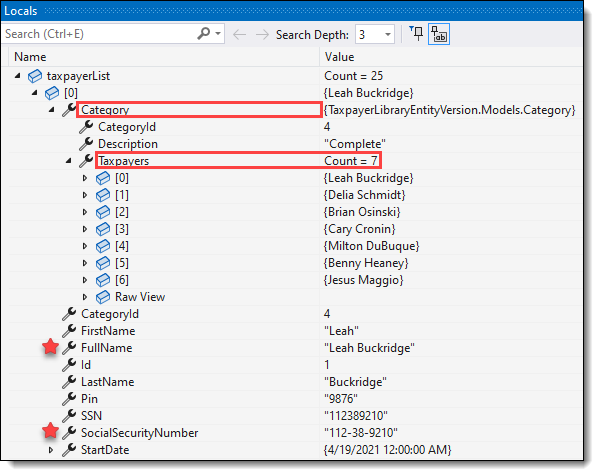 Locals
Search (Ctrl+E) Search Depth: 3
Name Value
taxpayerList Count = 25
[0] {Leah Buckridge}
Category {TaxpayerLibraryEntityVersion.Models.Category}
CategoryId 4
Description "Complete"
Taxpayers Count = 7
[0] {Leah Buckridge}
[1] {Delia Schmidt}
[2] {Brian Osinski}
[3] {Cary Cronin}
[4] {Milton DuBuque}
[5] {Benny Heaney}
[6] {Jesus Maggio}
Raw View
CategoryId 4
FirstName "Leah"
FullName "Leah Buckridge"
Id 1
LastName "Buckridge"
Pin "9876"
SSN "112389210"
SocialSecurityNumber "112-38-9210"
StartDate {4/19/2021 12:00:00 AM}